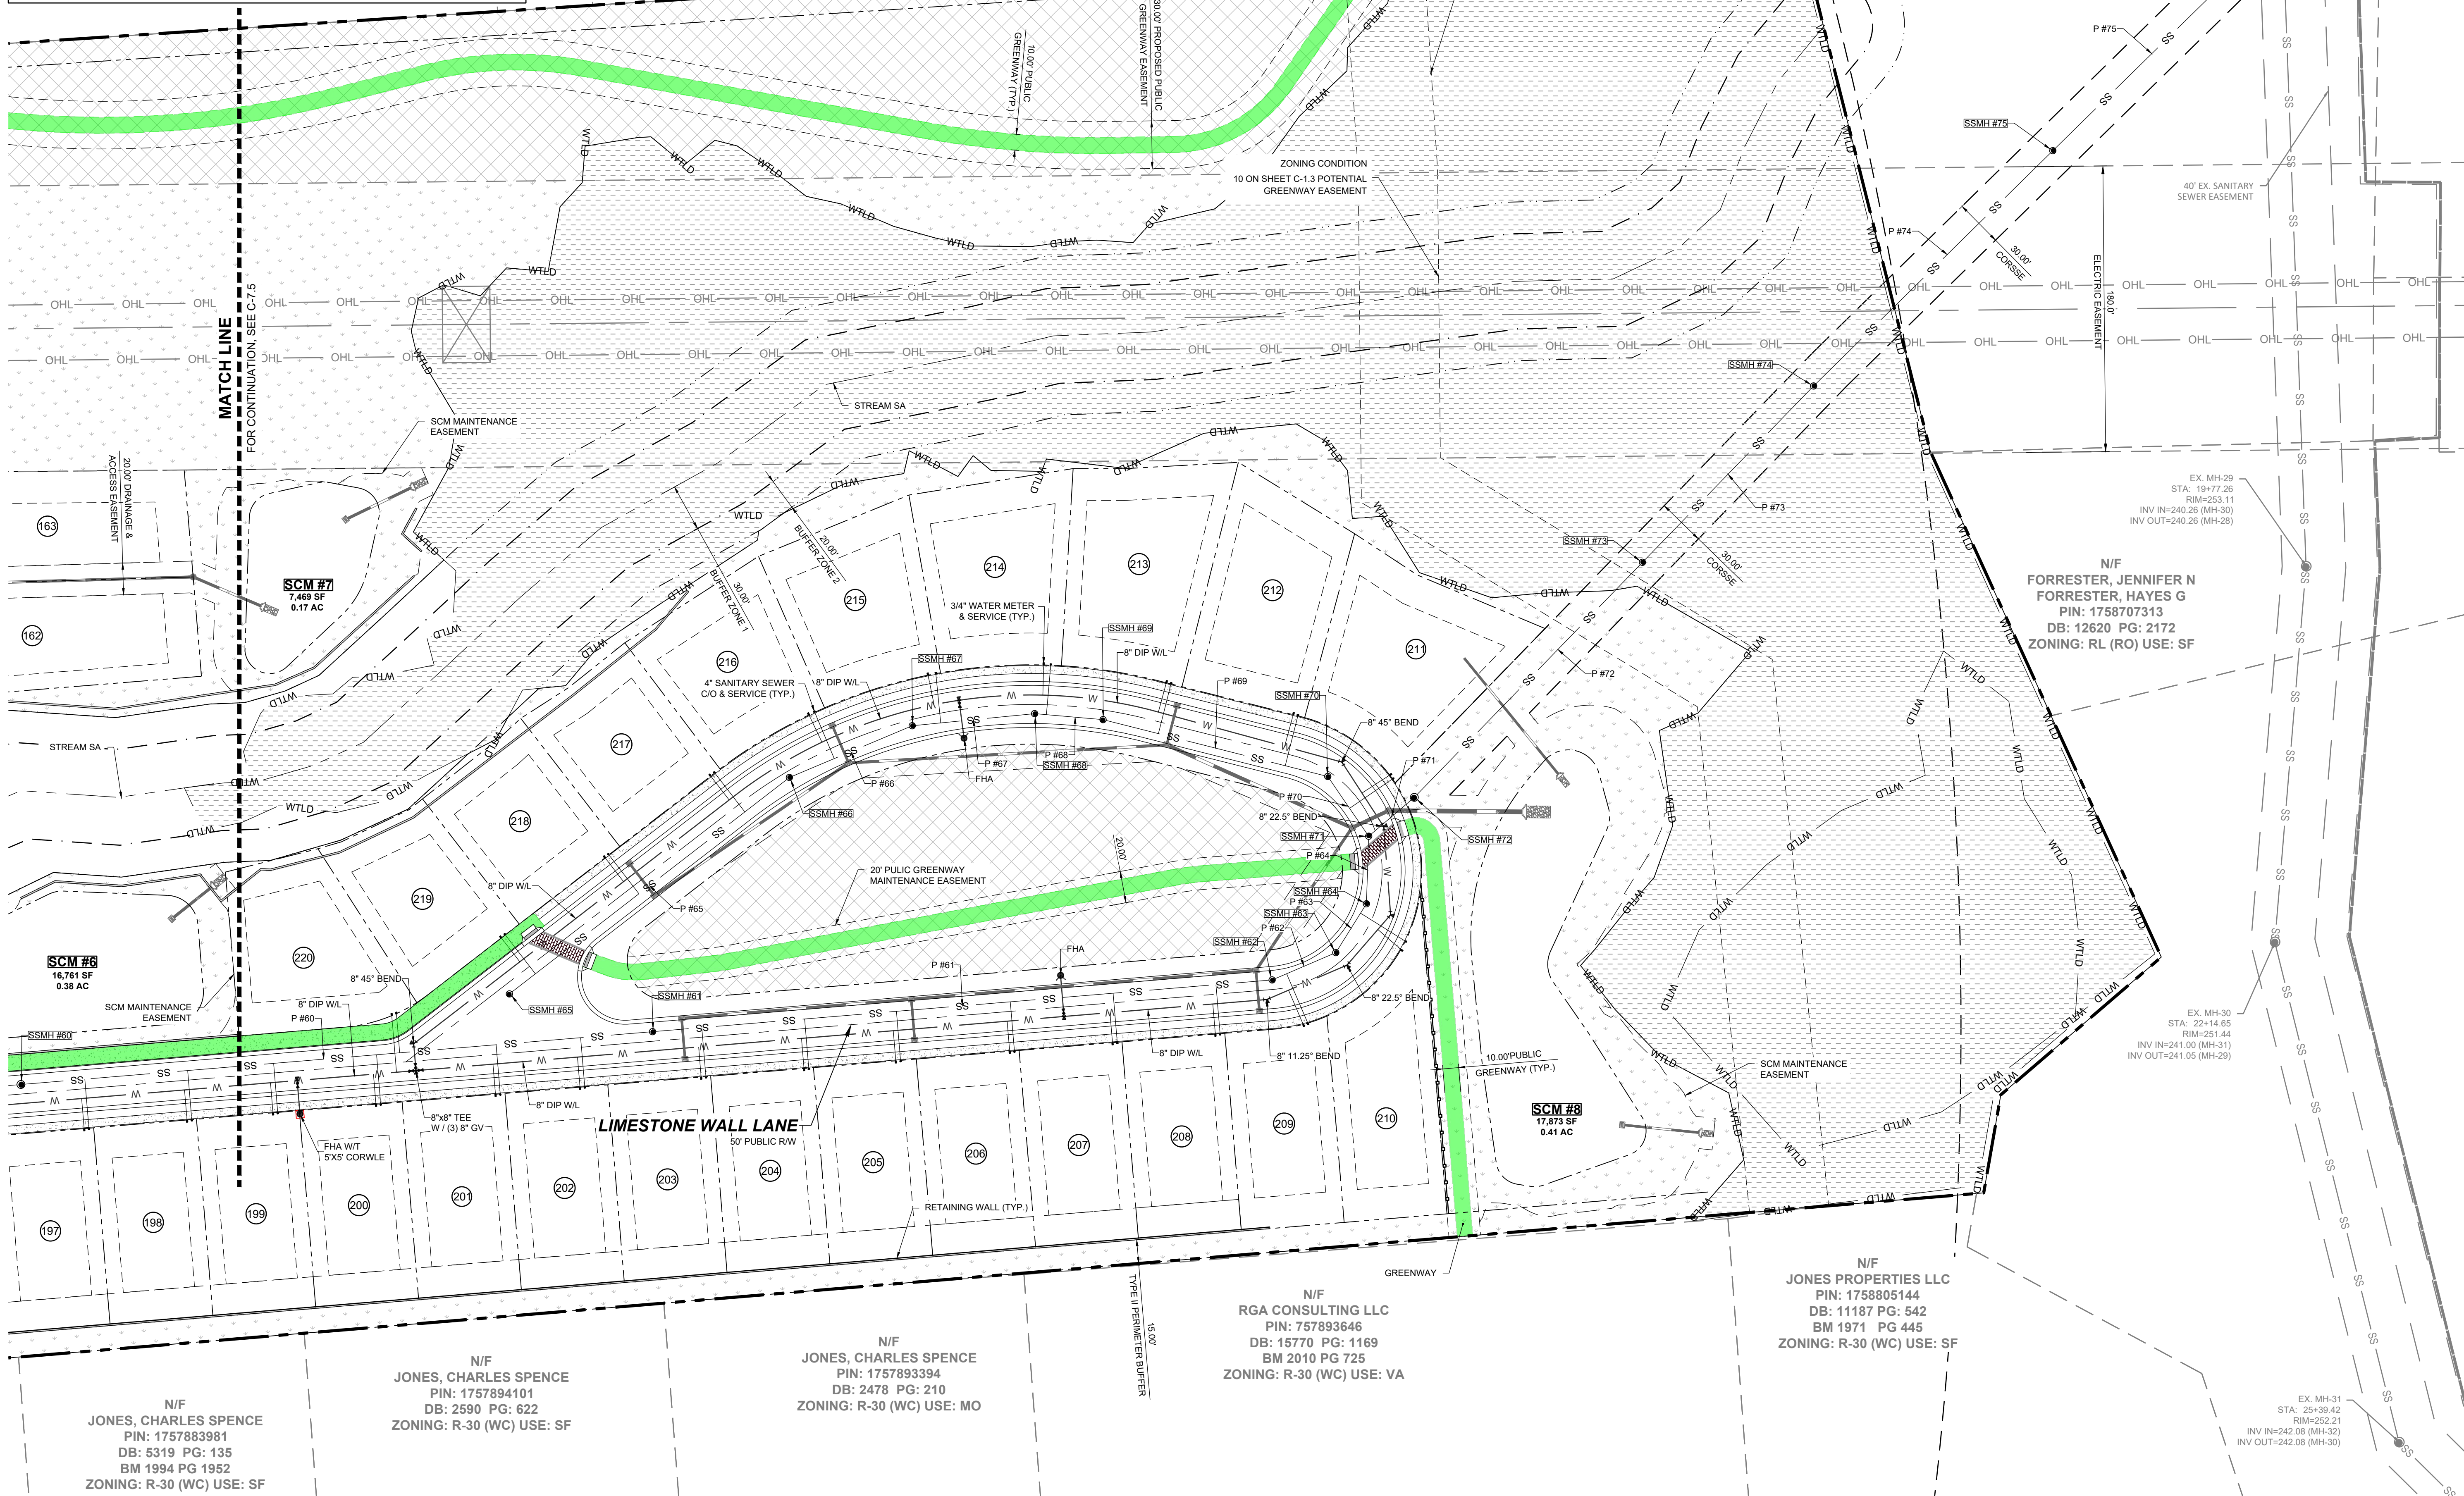 10.00' PUBLIC
GREENWAY (TYP.)
30.00' PROPOSED PUBLIC
GREENWAY EASEMENT
P #75
SSMH #75
ZONING CONDITION
10 ON SHEET C-1.3 POTENTIAL
GREENWAY EASEMENT
40' EX. SANITARY
SEWER EASEMENT
P #74
30.00'
CORSSE
180.0'
ELECTRIC EASEMENT
MATCH LINE
FOR CONTINUATION, SEE C-7.5
SSMH #74
STREAM SA
SCM MAINTENANCE
EASEMENT
20.00' DRAINAGE &
ACCESS EASEMENT
EX. MH-29
STA: 19+77.26
RIM=253.11
INV IN=240.26 (MH-30)
INV OUT=240.26 (MH-28)
P #73
163
SCM #7
7,469 SF
0.17 AC
162
20.00'
BUFFER ZONE 2
30.00'
BUFFER ZONE 1
SSMH #73
30.00'
CORSSE
N/F
FORRESTER, JENNIFER N
FORRESTER, HAYES G
PIN: 1758707313
DB: 12620 PG: 2172
ZONING: RL (RO) USE: SF
214
213
212
215
211
3/4" WATER METER
& SERVICE (TYP.)
SSMH #69
8" DIP W/L
216
SSMH #67
4" SANITARY SEWER
C/O & SERVICE (TYP.)
8" DIP W/L
P #69
P #72
SSMH #70
8" 45° BEND
217
STREAM SA
P #68
SSMH #68
P #67
FHA
P #66
P #71
P #70
SSMH #66
218
8" 22.5° BEND
SSMH #71
SSMH #72
P #64
20.00'
20' PULIC GREENWAY
MAINTENANCE EASEMENT
219
8" DIP W/L
P #65
SSMH #64
P #63
SSMH #63
P #62
SSMH #62
SCM #6
16,761 SF
0.38 AC
220
8" 45° BEND
P #61
FHA
SCM MAINTENANCE
EASEMENT
8" DIP W/L
P #60
SSMH #65
SSMH #61
8" 22.5° BEND
SSMH #60
EX. MH-30
STA: 22+14.65
RIM=251.44
INV IN=241.00 (MH-31)
INV OUT=241.05 (MH-29)
8" DIP W/L
8" 11.25° BEND
10.00'PUBLIC
GREENWAY (TYP.)
SCM MAINTENANCE
EASEMENT
8" DIP W/L
8"x8" TEE
W / (3) 8" GV
LIMESTONE WALL LANE
50' PUBLIC R/W
FHA W/T
5'X5' CORWLE
SCM #8
17,873 SF
0.41 AC
197
198
199
200
201
202
203
204
205
206
207
208
209
210
RETAINING WALL (TYP.)
GREENWAY
15.00'
TYPE II PERIMETER BUFFER
N/F
JONES, CHARLES SPENCE
PIN: 1757883981
DB: 5319 PG: 135
BM 1994 PG 1952
ZONING: R-30 (WC) USE: SF
N/F
JONES, CHARLES SPENCE
PIN: 1757894101
DB: 2590 PG: 622
ZONING: R-30 (WC) USE: SF
N/F
JONES, CHARLES SPENCE
PIN: 1757893394
DB: 2478 PG: 210
ZONING: R-30 (WC) USE: MO
N/F
RGA CONSULTING LLC
PIN: 757893646
DB: 15770 PG: 1169
BM 2010 PG 725
ZONING: R-30 (WC) USE: VA
N/F
JONES PROPERTIES LLC
PIN: 1758805144
DB: 11187 PG: 542
BM 1971 PG 445
ZONING: R-30 (WC) USE: SF
EX. MH-31
STA: 25+39.42
RIM=252.21
INV IN=242.08 (MH-32)
INV OUT=242.08 (MH-30)
WTLD
OHL
SS
W